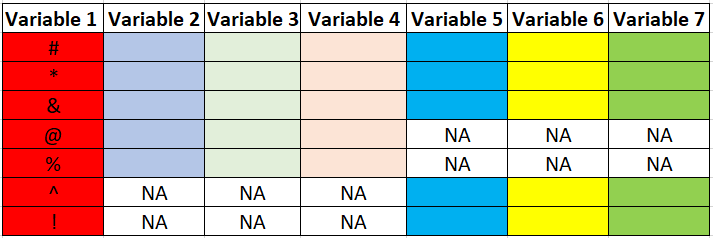 Variable 1 Variable 2 Variable 3 Variable 4 Variable 5 Variable 6 Variable 7
#
*
&
@ NA NA NA
% NA NA NA
^ NA NA NA
! NA NA NA